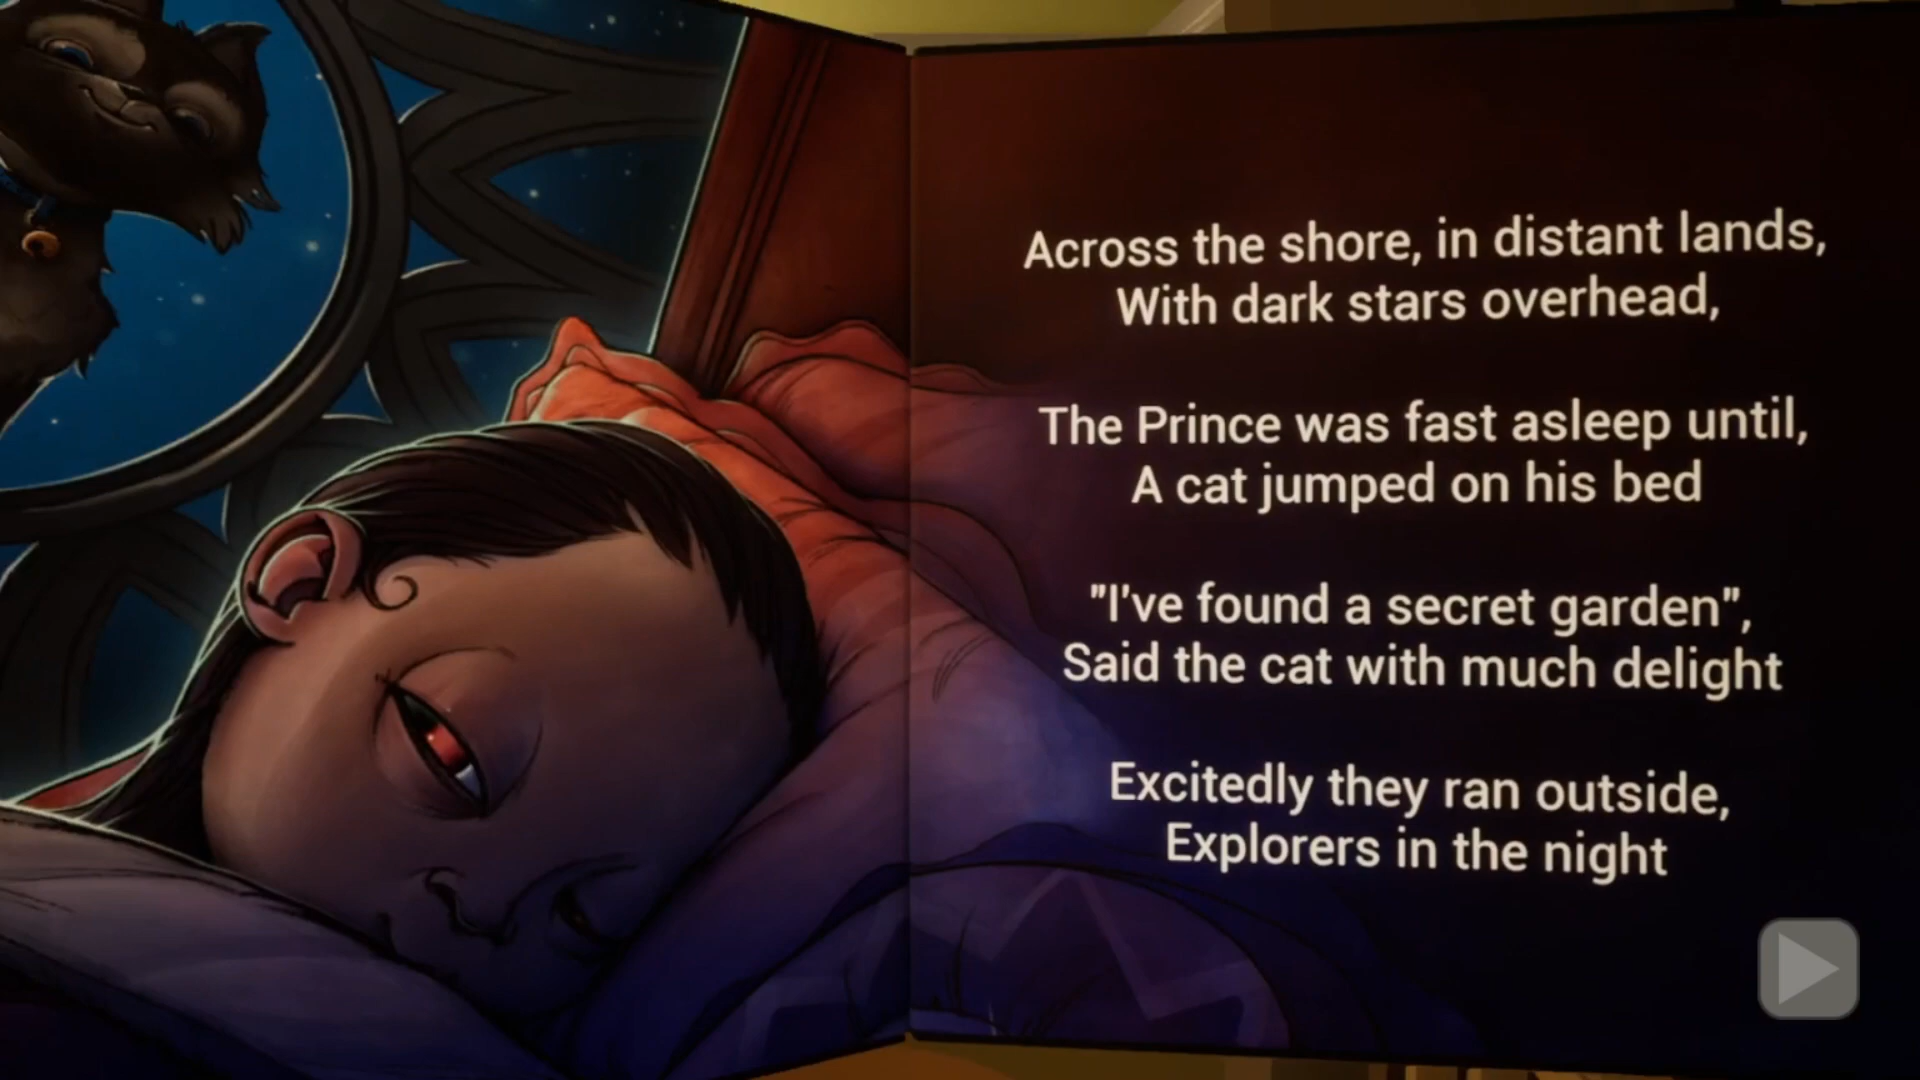 Across the shore, in distant lands,
With dark stars overhead,
The Prince was fast asleep until,
A cat jumped on his bed
"I've found a secret garden",
Said the cat with much delight
Excitedly they ran outside,
Explorers in the night